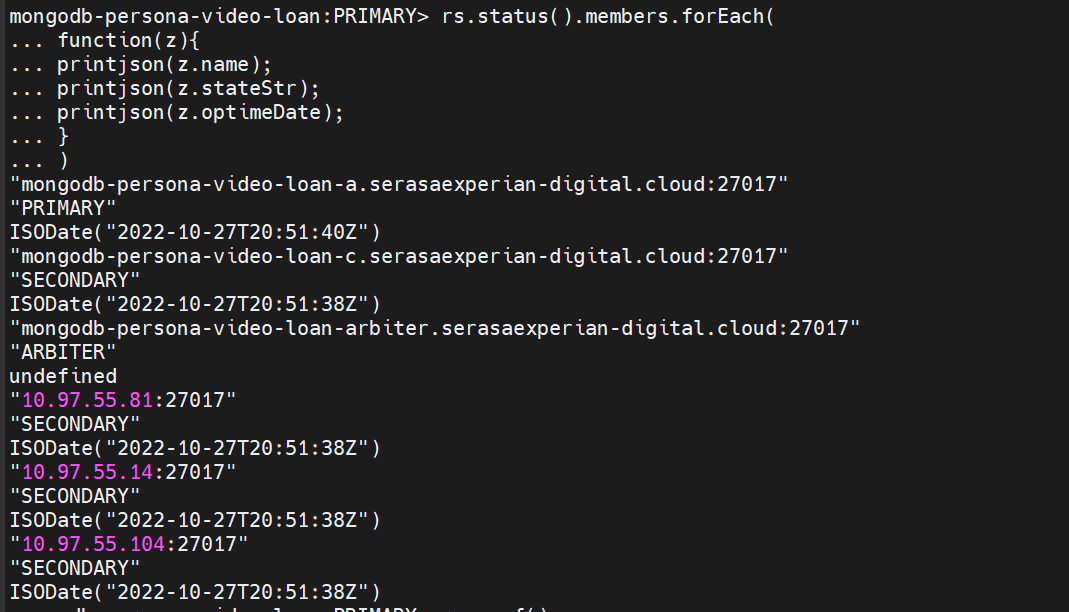 mongodb-persona-video-loan:PRIMARY> rs.status().members.forEach(
... function(z){
... printjson(z.name);
... printjson(z.stateStr);
... printjson(z.optimeDate);
... }
... )
"mongodb-persona-video-loan-a.serasaexperian-digital.cloud:27017"
"PRIMARY"
ISODate("2022-10-27T20:51:40Z")
"mongodb-persona-video-loan-c.serasaexperian-digital.cloud:27017"
"SECONDARY"
ISODate("2022-10-27T20:51:38Z")
"mongodb-persona-video-loan-arbiter.serasaexperian-digital.cloud:27017"
"ARBITER"
undefined
"10.97.55.81:27017"
"SECONDARY"
ISODate("2022-10-27T20:51:38Z")
"10.97.55.14:27017"
"SECONDARY"
ISODate("2022-10-27T20:51:38Z")
"10.97.55.104:27017"
"SECONDARY"
ISODate("2022-10-27T20:51:38Z")